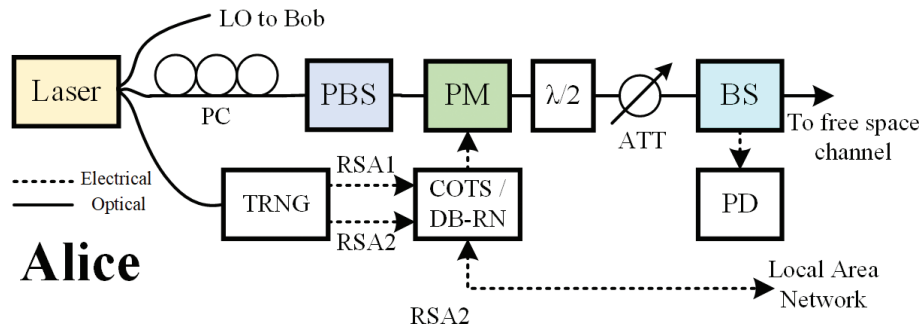 LO to Bob
Laser
PC
PBS
PM
λ/2
ATT
BS
To free space
channel
Electrical
Optical
TRNG
RSA1
RSA2
COTS /
DB-RN
PD
Alice
RSA2
Local Area
Network